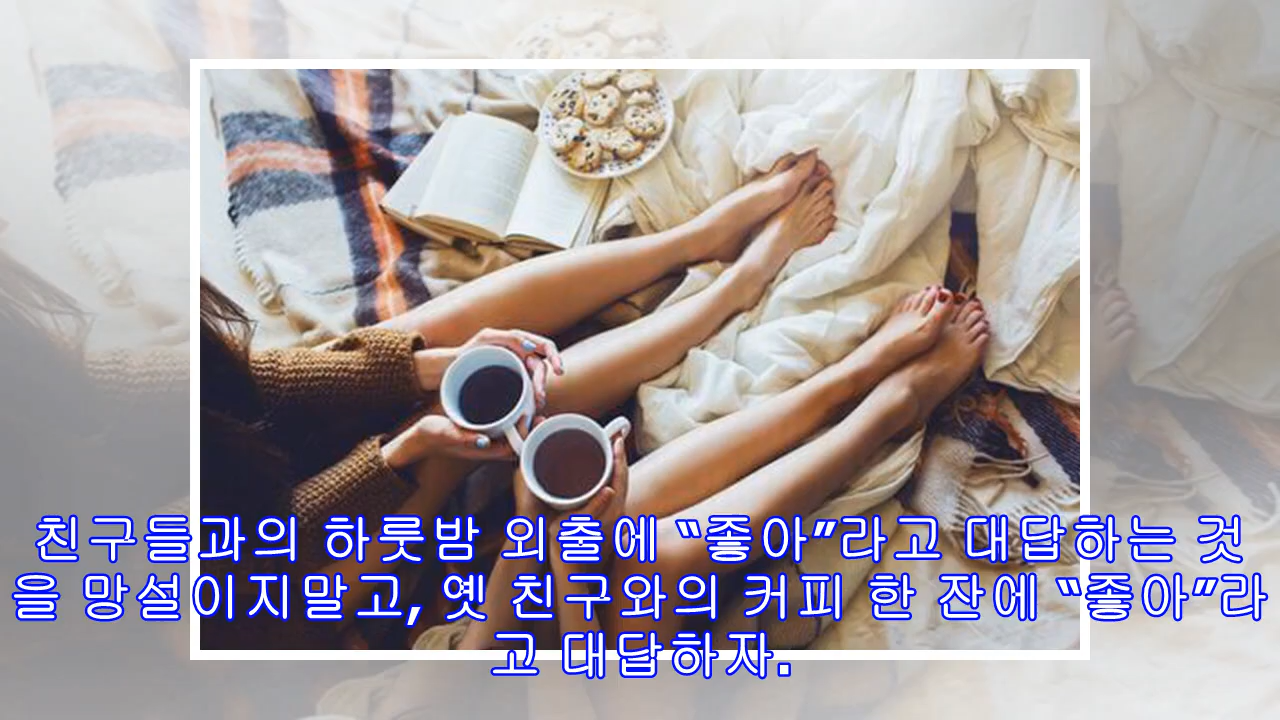 친구들과의 하룻밤 외출에 “좋아”라고 대답하는 것
을 망설이지말고, 옛 친구와의 커피 한 잔에 “좋아”라
고 대답하자.